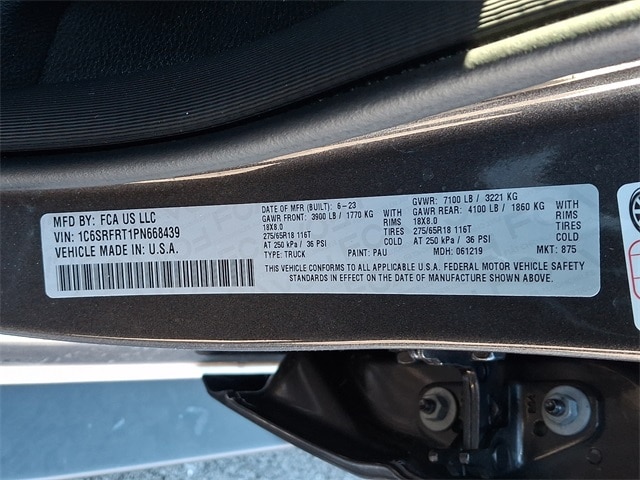 MFD BY: FCA US LLC
VIN: 1C6SRFRT1PN668439
VEHICLE MADE IN: U.S.A.
DATE OF MFR (BUILT): 6-23
GAWR FRONT: 3900 LB / 1770 KG WITH
18X8.0 RIMS
275/65R18 116T TIRES
AT 250 kPa / 36 PSI
TYPE: TRUCK PAINT: PAU
GVWR: 7100 LB / 3221 KG
GAWR REAR: 4100 LB / 1860 KG WITH
18X8.0 RIMS
275/65R18 116T TIRES
AT 250 kPa / 36 PSI
MDH: 061219 MKT: 875
THIS VEHICLE CONFORMS TO ALL APPLICABLE U.S.A. FEDERAL MOTOR VEHICLE SAFETY
STANDARDS IN EFFECT ON THE DATE OF MANUFACTURE SHOWN ABOVE.